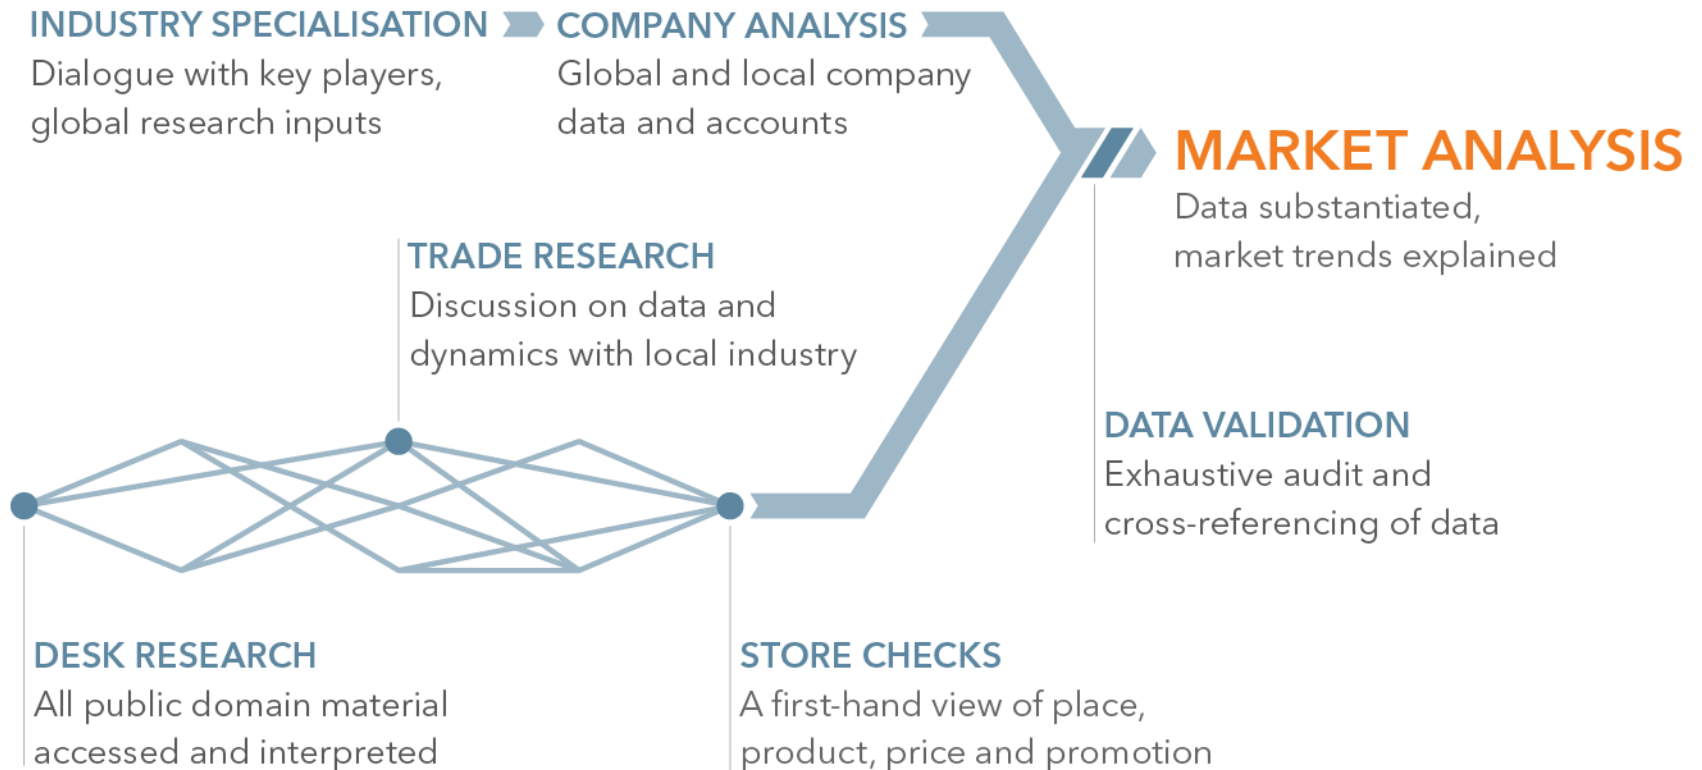 INDUSTRY SPECIALISATION
Dialogue with key players,
global research inputs
COMPANY ANALYSIS
Global and local company
data and accounts
MARKET ANALYSIS
Data substantiated,
market trends explained
TRADE RESEARCH
Discussion on data and
dynamics with local industry
DATA VALIDATION
Exhaustive audit and
cross-referencing of data
DESK RESEARCH
All public domain material
accessed and interpreted
STORE CHECKS
A first-hand view of place,
product, price and promotion